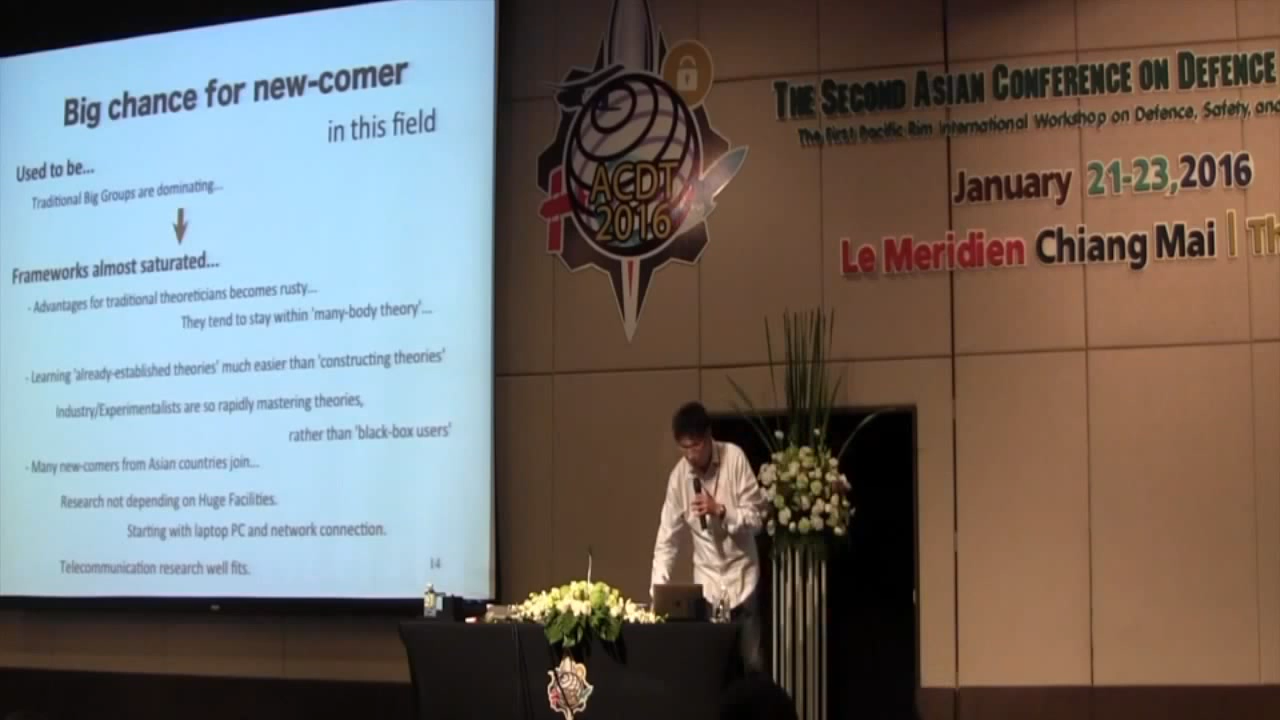 Big chance for new-comer
in this field
Used to be...
Traditional Big Groups are dominating...
Frameworks almost saturated...
- Advantages for traditional theoreticians becomes rusty...
They tend to stay within 'many-body theory'...
- Learning 'already-established theories' much easier than 'constructing theories'
Industry/Experimentalists are so rapidly mastering theories,
rather than 'black-box users'
- Many new-comers from Asian countries join...
Research not depending on Huge Facilities.
Starting with laptop PC and network connection.
Telecommunication research well fits.
14
ACDT
2016
The Second Asian Conference on Defence
The First Pacific Rim International Workshop on Defence, Safety, and
January 21-23,2016
Le Meridien Chiang Mai | Th